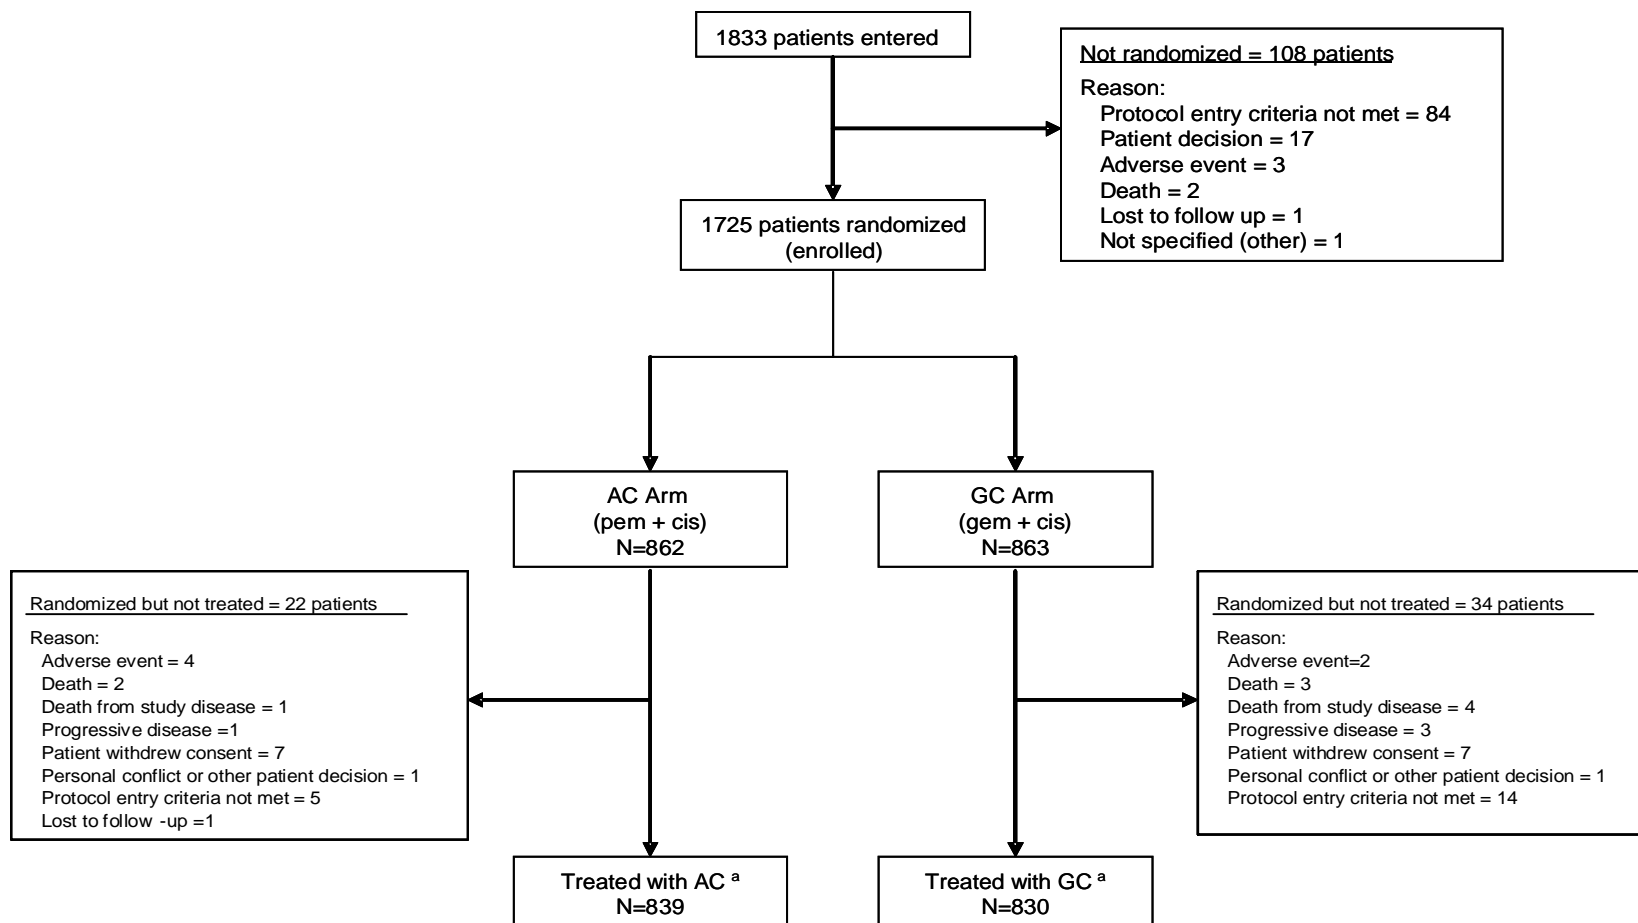 1833 patients entered
Not randomized = 108 patients
Reason:
Protocol entry criteria not met = 84
Patient decision = 17
Adverse event = 3
Death = 2
Lost to follow up = 1
Not specified (other) = 1
1725 patients randomized
(enrolled)
AC Arm
(pem + cis)
N=862
GC Arm
(gem + cis)
N=863
Randomized but not treated = 22 patients
Reason:
Adverse event = 4
Death = 2
Death from study disease = 1
Progressive disease =1
Patient withdrew consent = 7
Personal conflict or other patient decision = 1
Protocol entry criteria not met = 5
Lost to follow -up =1
Randomized but not treated = 34 patients
Reason:
Adverse event=2
Death = 3
Death from study disease = 4
Progressive disease = 3
Patient withdrew consent = 7
Personal conflict or other patient decision = 1
Protocol entry criteria not met = 14
Treated with AC a
N=839
Treated with GC a
N=830